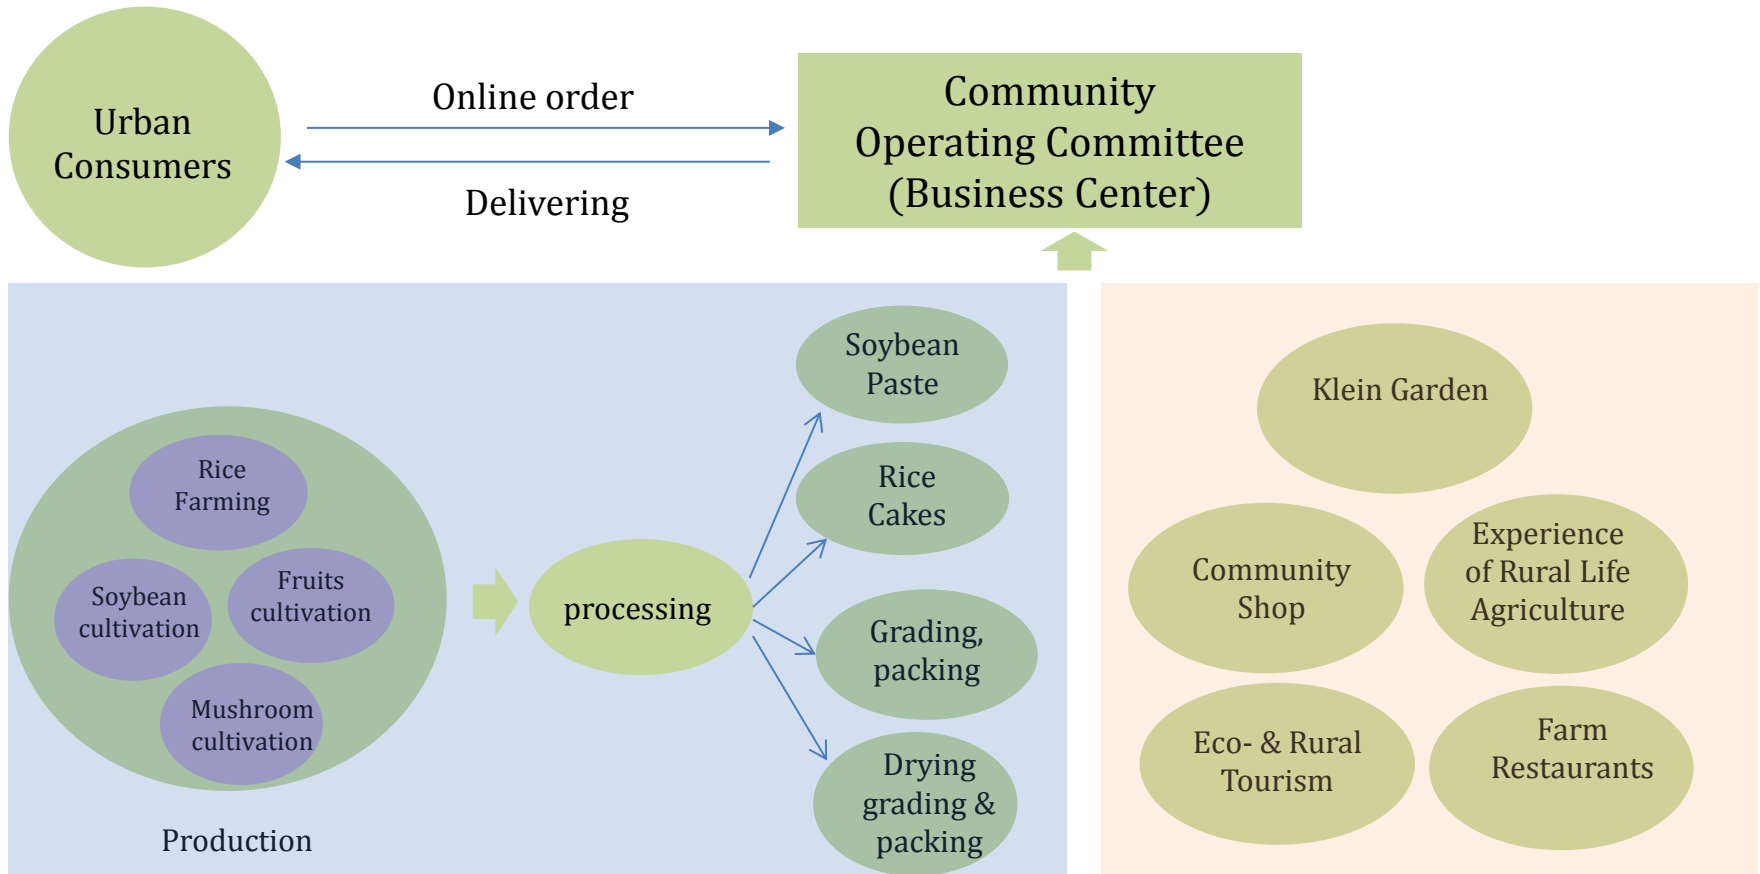 Urban
Consumers
Online order
Delivering
Community
Operating Committee
(Business Center)
Rice
Farming
Soybean
cultivation
Fruits
cultivation
Mushroom
cultivation
Production
processing
Soybean
Paste
Rice
Cakes
Grading,
packing
Drying
grading &
packing
Klein Garden
Community
Shop
Experience
of Rural Life
Agriculture
Eco- & Rural
Tourism
Farm
Restaurants